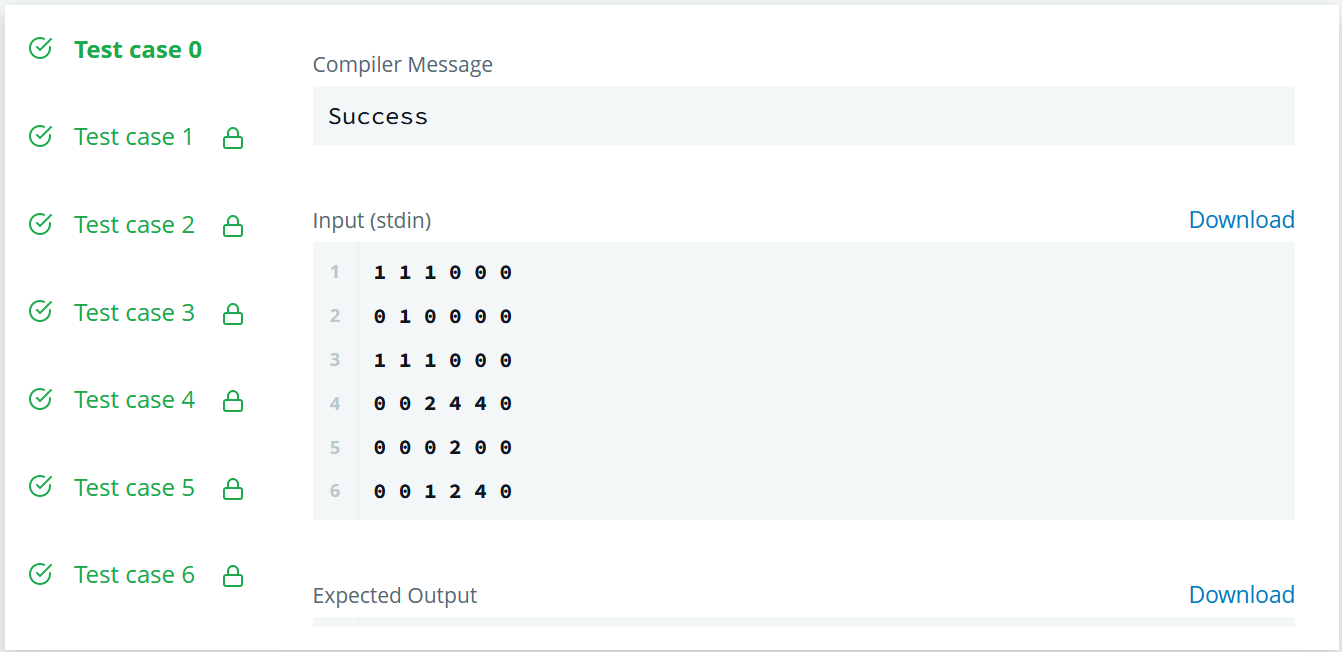 Test case 0
Test case 1
Test case 2
Test case 3
Test case 4
Test case 5
Test case 6
Compiler Message
Success
Input (stdin)
Download
1 1 1 1 0 0 0
2 0 1 0 0 0 0
3 1 1 1 0 0 0
4 0 0 2 4 4 0
5 0 0 0 2 0 0
6 0 0 1 2 4 0
Expected Output
Download